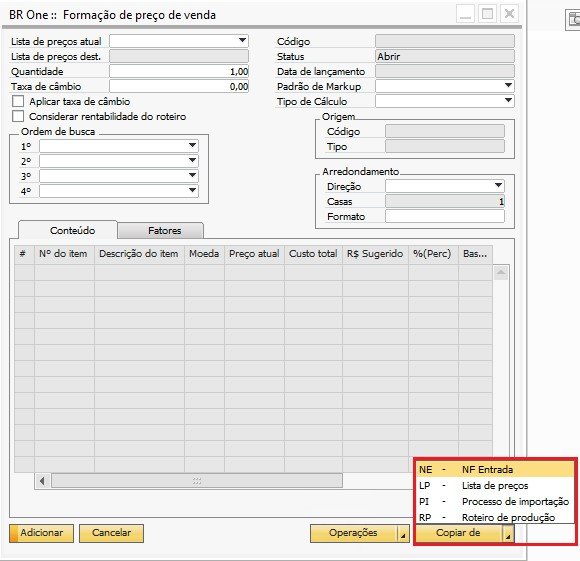 BR One :: Formação de preço de venda
Lista de preços atual
Lista de preços dest.
Quantidade 1,00
Taxa de câmbio 0,00
Aplicar taxa de câmbio
Considerar rentabilidade do roteiro
Ordem de busca
1º
2º
3º
4º
Código
Status Abrir
Data de lançamento
Padrão de Markup
Tipo de Cálculo
Origem
Código
Tipo
Arredondamento
Direção
Casas 1
Formato
Conteúdo Fatores
# Nº do item Descrição do item Moeda Preço atual Custo total R$ Sugerido %(Perc) Bas...
NE - NF Entrada
LP - Lista de preços
PI - Processo de importação
RP - Roteiro de produção
Adicionar Cancelar Operações Copiar de